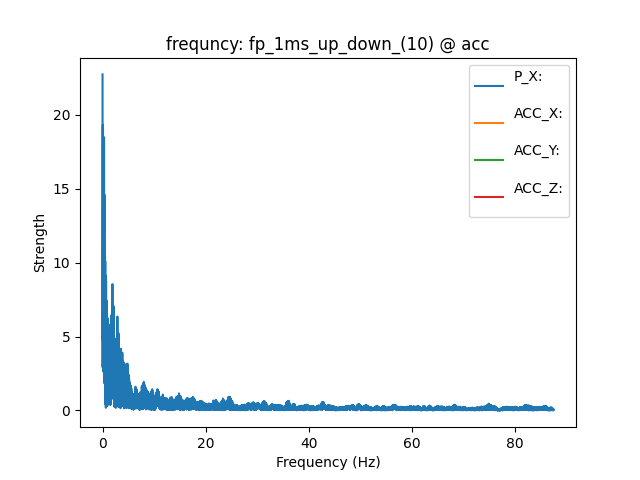 frequncy: fp_1ms_up_down_(10) @ acc
P_X:
ACC_X:
ACC_Y:
ACC_Z:
Strength
20
15
10
5
0
0 20 40 60 80
Frequency (Hz)